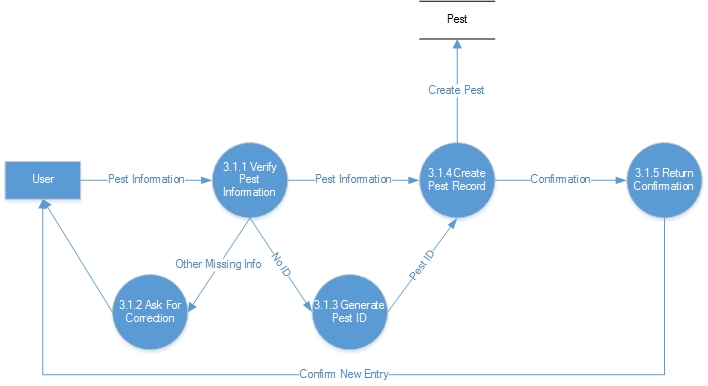 Pest
Create Pest
User
Pest Information
3.1.1 Verify
Pest
Information
Pest Information
3.1.4 Create
Pest Record
Confirmation
3.1.5 Return
Confirmation
Other Missing Info
No ID
Pest ID
3.1.2 Ask For
Correction
3.1.3 Generate
Pest ID
Confirm New Entry